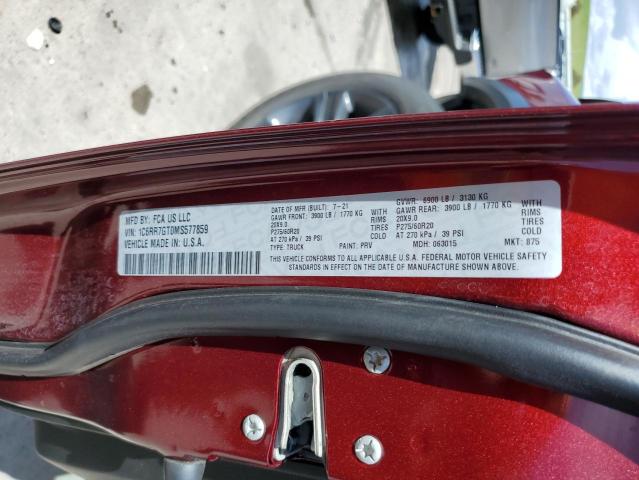 MFD BY: FCA US LLC
VIN: 1C6RR7GT0MS577859
VEHICLE MADE IN U.S.A.
DATE OF MFR (BUILT): 7-21
GAWR FRONT: 3900 LB / 1770 KG WITH
20X9.0 RIMS
P275/60R20 TIRES
AT 270 kPa / 39 PSI COLD
TYPE: TRUCK PAINT: PRV
GVWR: 6900 LB / 3130 KG
GAWR REAR: 3900 LB / 1770 KG WITH
20X9.0 RIMS
P275/60R20 TIRES
AT 270 kPa / 39 PSI COLD
MDH: 063015 MKT: 875
THIS VEHICLE CONFORMS TO ALL APPLICABLE U.S.A. FEDERAL MOTOR VEHICLE SAFETY
STANDARDS IN EFFECT ON THE DATE OF MANUFACTURE SHOWN ABOVE.